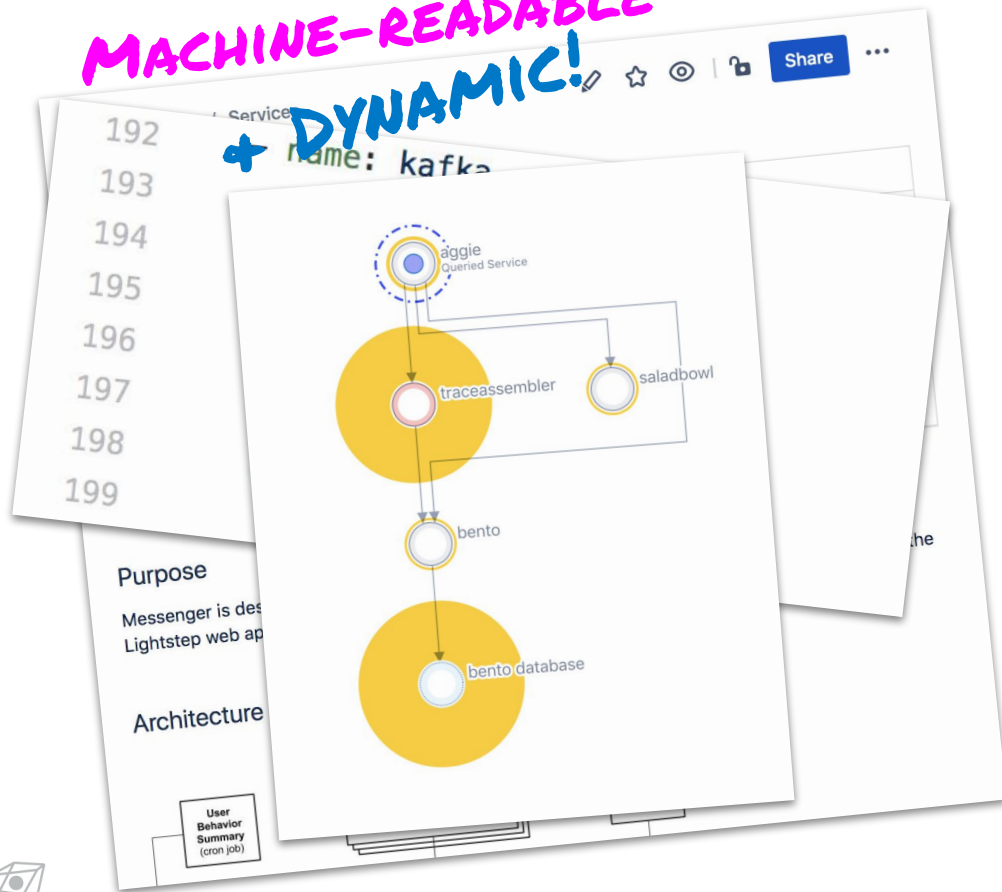 MACHINE-READABLE
+ DYNAMIC!
/ Service
Share
192
name: kafka
193
194
195
196
197
198
199
aggie
Queried Service
traceassembler
saladbowl
bento
bento database
the
Purpose
Messenger is des
Lightstep web ap
Architecture
User
Behavior
Summary
(cron job)